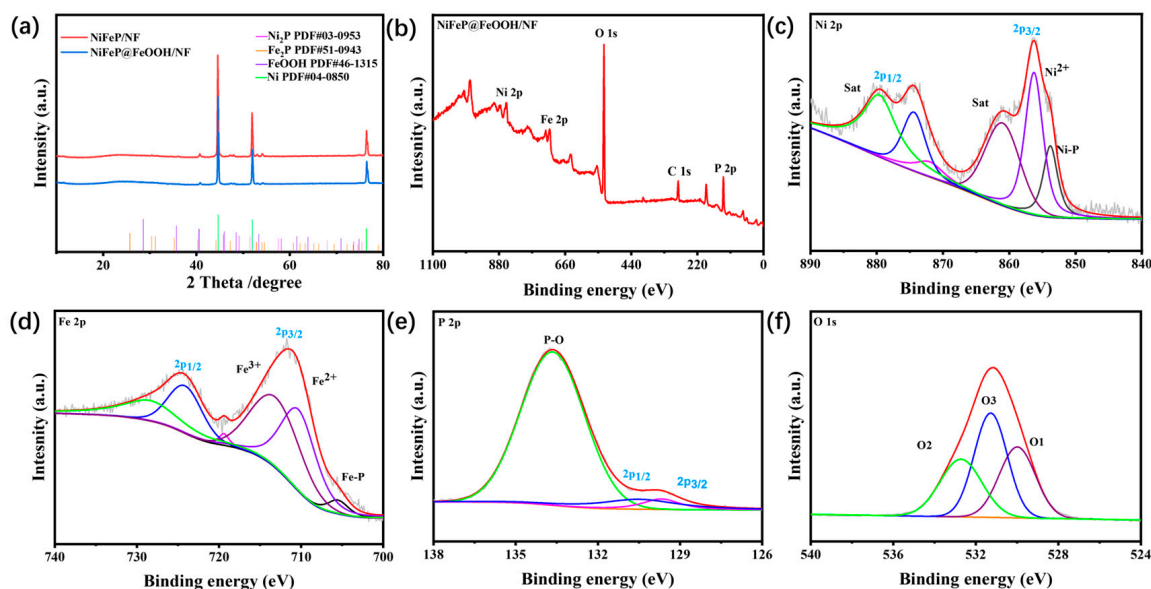 (a)
Intensity (a.u.)
NiFeP/NF
NiFeP@FeOOH/NF
Ni2P PDF#03-0953
Fe2P PDF#51-0943
FeOOH PDF#46-1315
Ni PDF#04-0850
20 40 60 80
2 Theta /degree
(b)
Intesnity (a.u.)
NiFeP@FeOOH/NF
O 1s
Ni 2p
Fe 2p
C 1s
P 2p
1100 880 660 440 220 0
Binding energy (eV)
(c)
Intesnity (a.u.)
Ni 2p
2p3/2
2p1/2
Sat
Sat
Ni2+
Ni-P
890 880 870 860 850 840
Binding energy (eV)
(d)
Intesnity (a.u.)
Fe 2p
2p3/2
2p1/2
Fe3+
Fe2+
Fe-P
740 730 720 710 700
Binding energy (eV)
(e)
Intesnity (a.u.)
P 2p
P-O
2p1/2
2p3/2
138 134 131 129 126
Binding energy (eV)
(f)
Intesnity (a.u.)
O 1s
O3
O2
O1
540 536 532 528 524
Binding energy (eV)